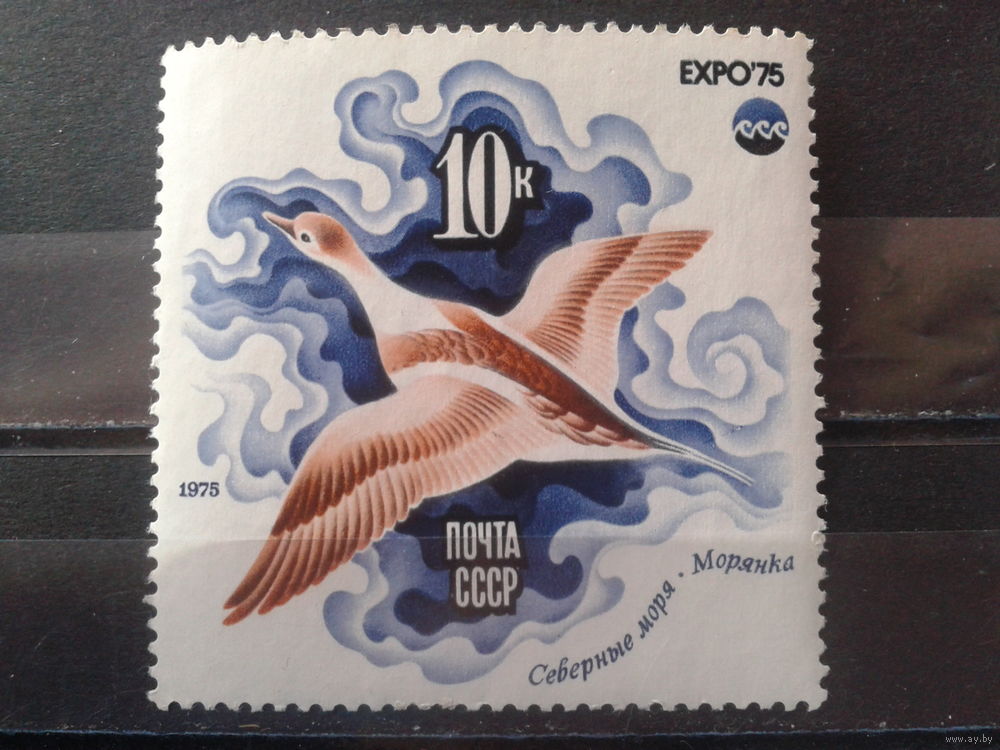 EXPO'75
10к
1975
ПОЧТА
СССР
Северные моря · Морянка
www.ay.by